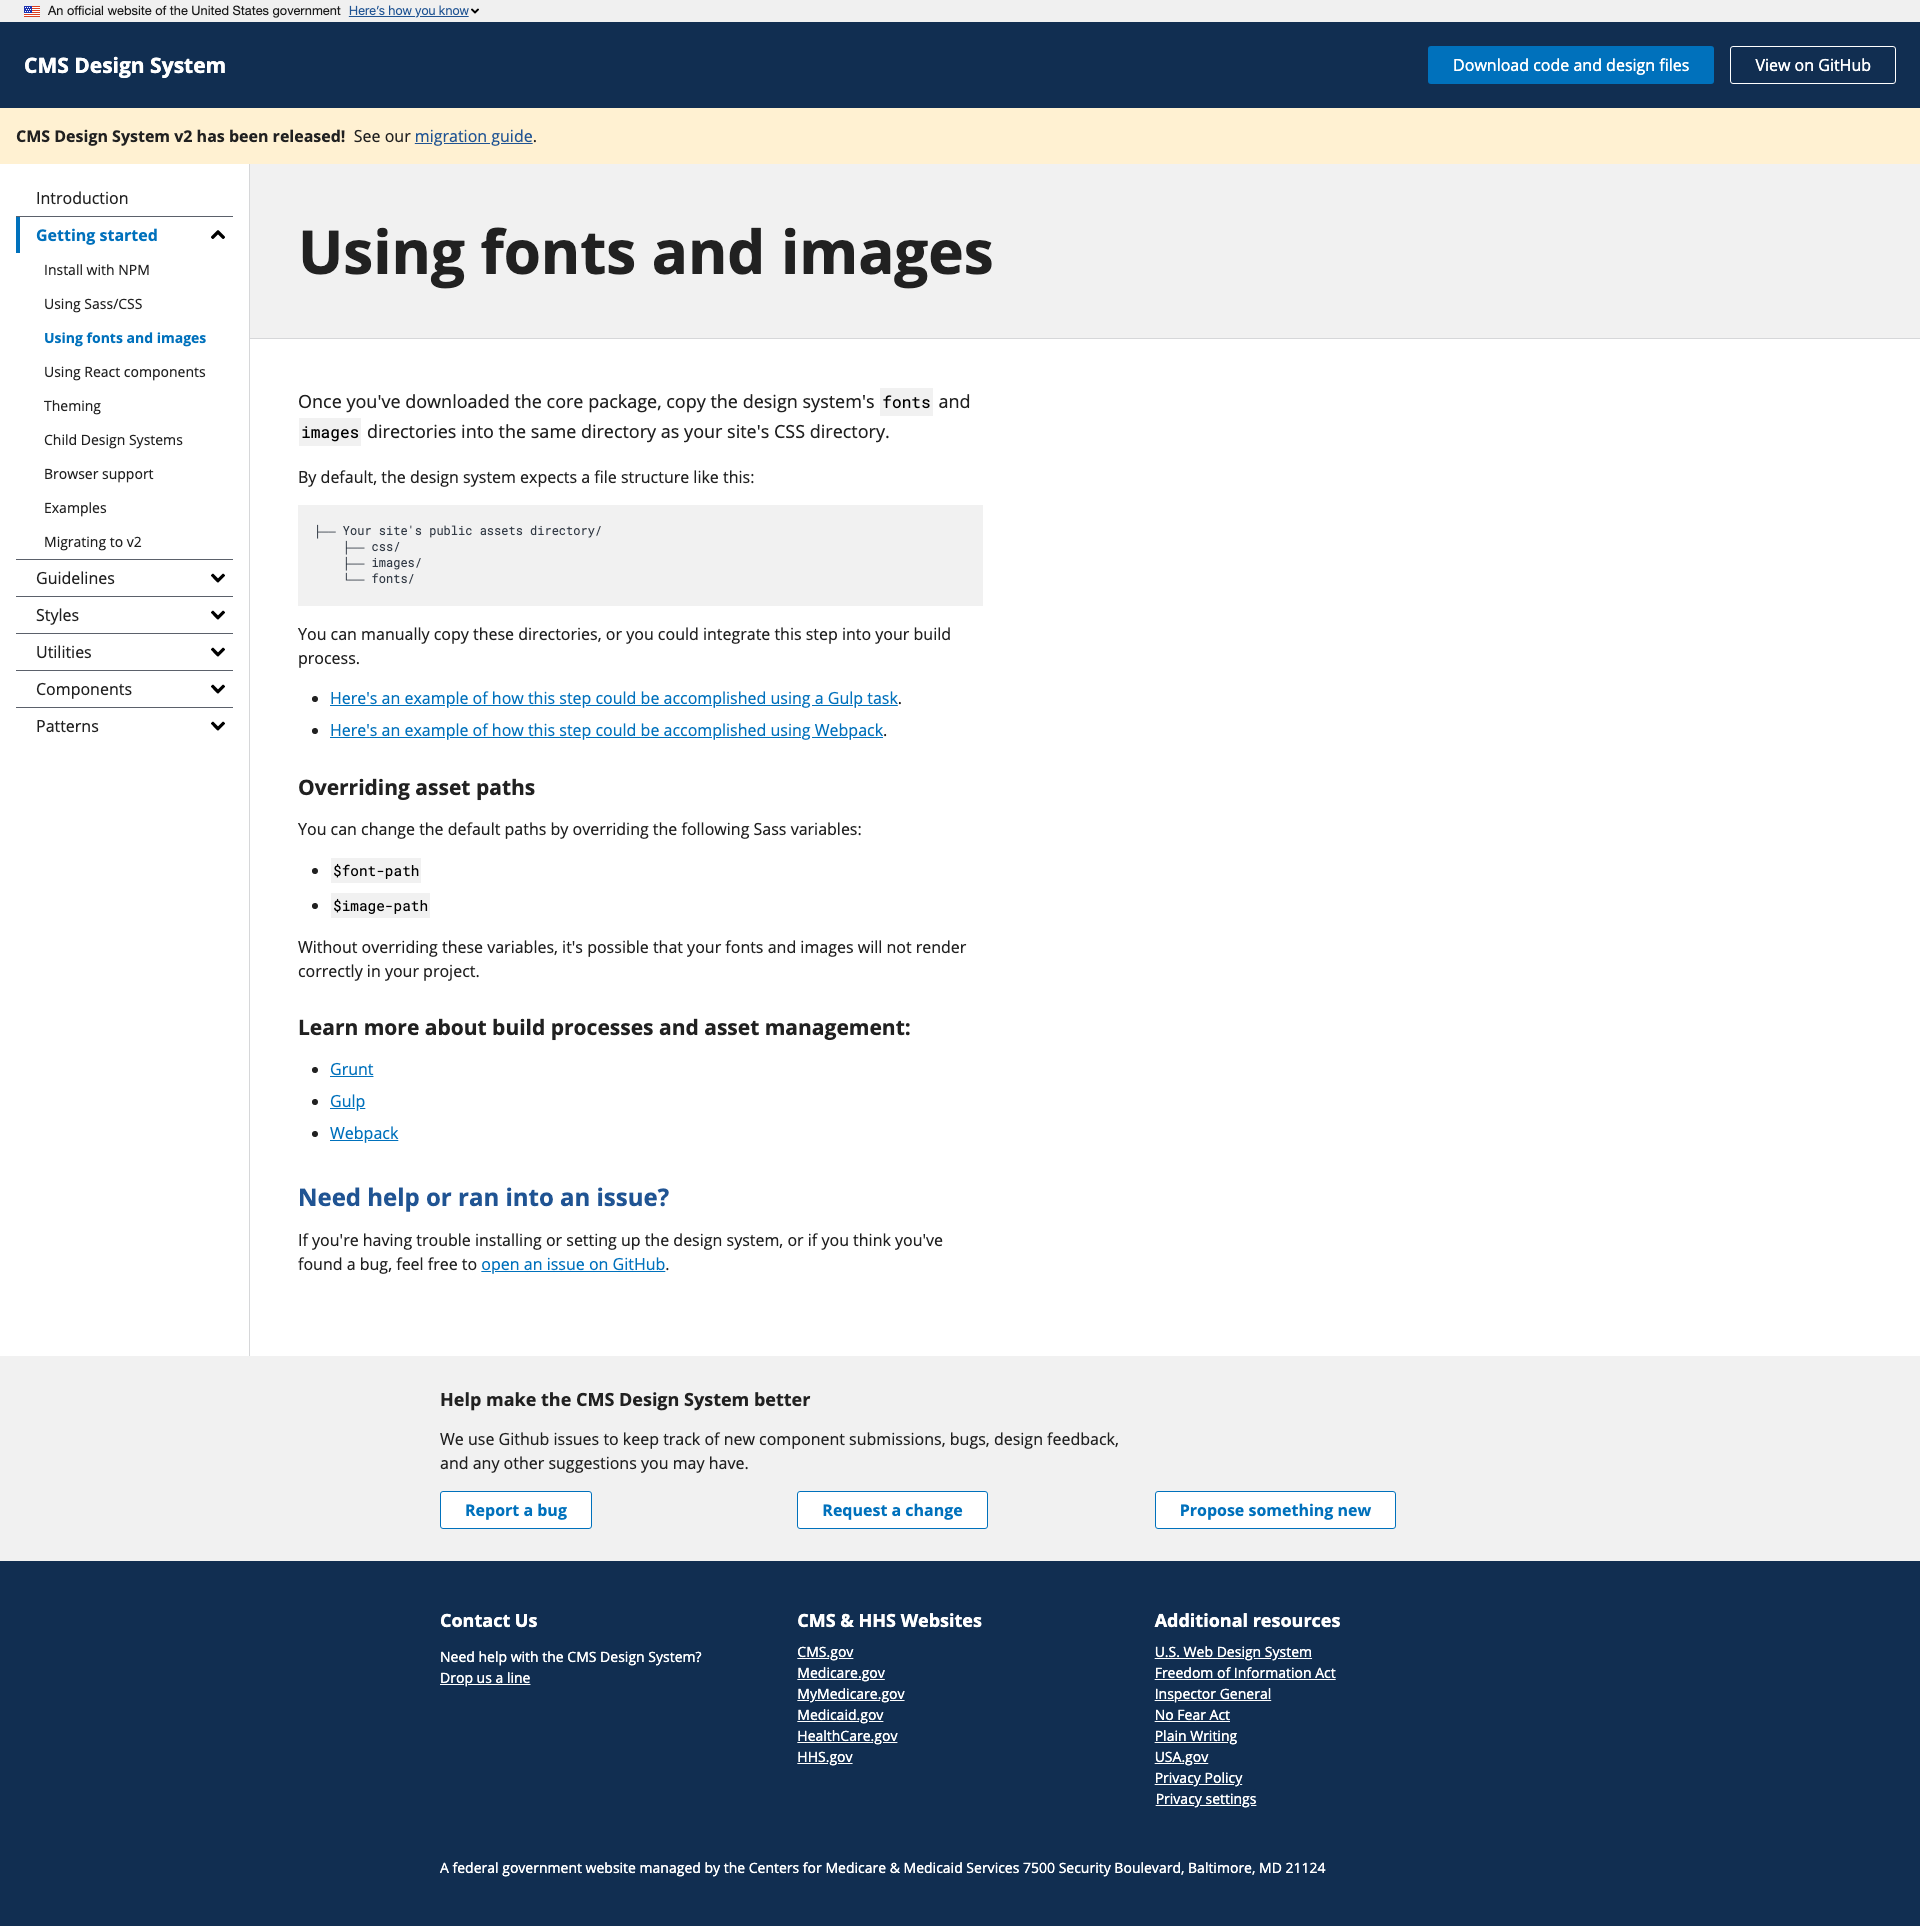 An official website of the United States government Here's how you know
CMS Design System
Download code and design files
View on GitHub
CMS Design System v2 has been released! See our migration guide.
Introduction
Getting started
Install with NPM
Using Sass/CSS
Using fonts and images
Using React components
Theming
Child Design Systems
Browser support
Examples
Migrating to v2
Guidelines
Styles
Utilities
Components
Patterns
Using fonts and images
Once you've downloaded the core package, copy the design system's fonts and
images directories into the same directory as your site's CSS directory.
By default, the design system expects a file structure like this:
├── Your site's public assets directory/
    ├── css/
    ├── images/
    └── fonts/
You can manually copy these directories, or you could integrate this step into your build
process.
• Here's an example of how this step could be accomplished using a Gulp task.
• Here's an example of how this step could be accomplished using Webpack.
Overriding asset paths
You can change the default paths by overriding the following Sass variables:
• $font-path
• $image-path
Without overriding these variables, it's possible that your fonts and images will not render
correctly in your project.
Learn more about build processes and asset management:
• Grunt
• Gulp
• Webpack
Need help or ran into an issue?
If you're having trouble installing or setting up the design system, or if you think you've
found a bug, feel free to open an issue on GitHub.
Help make the CMS Design System better
We use Github issues to keep track of new component submissions, bugs, design feedback,
and any other suggestions you may have.
Report a bug
Request a change
Propose something new
Contact Us
Need help with the CMS Design System?
Drop us a line
CMS & HHS Websites
CMS.gov
Medicare.gov
MyMedicare.gov
Medicaid.gov
HealthCare.gov
HHS.gov
Additional resources
U.S. Web Design System
Freedom of Information Act
Inspector General
No Fear Act
Plain Writing
USA.gov
Privacy Policy
Privacy settings
A federal government website managed by the Centers for Medicare & Medicaid Services 7500 Security Boulevard, Baltimore, MD 21124